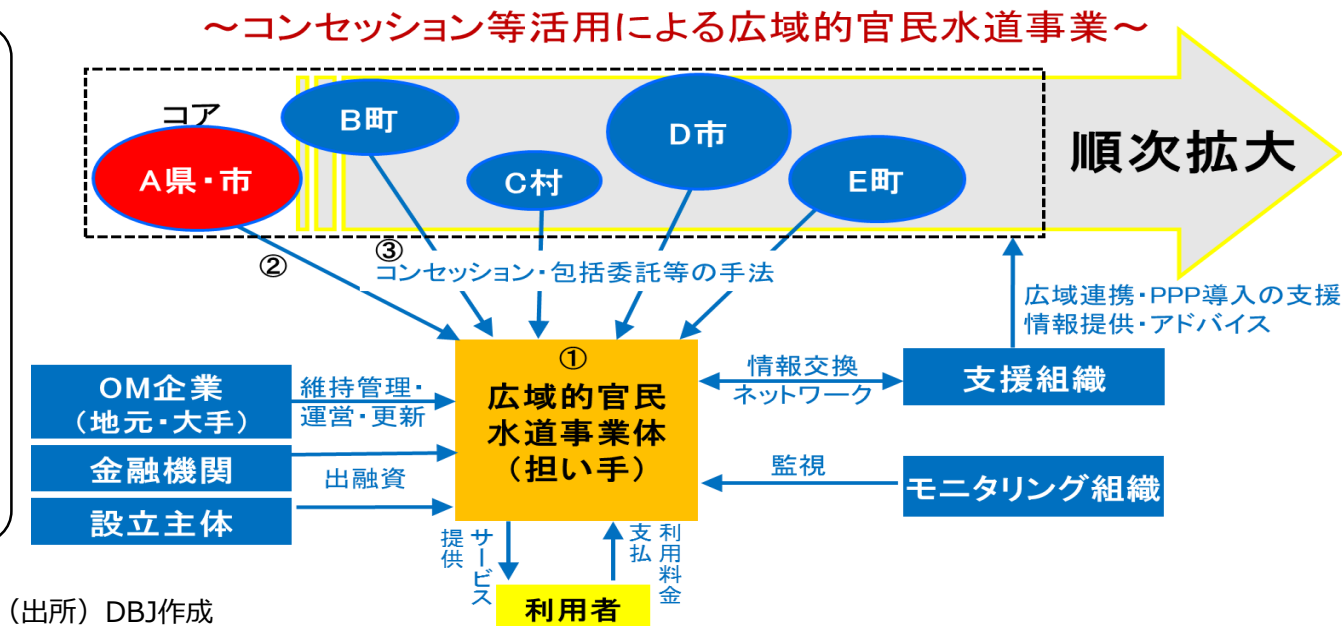 ～コンセッション等活用による広域的官民水道事業～
コア
A県・市
B町
C村
D市
E町
順次拡大
②
③
コンセッション・包括委託等の手法
広域連携・PPP導入の支援
情報提供・アドバイス
OM企業
（地元・大手）
金融機関
設立主体
維持管理・
運営・更新
出融資
①
広域的官民
水道事業体
（担い手）
情報交換
ネットワーク
支援組織
監視
モニタリング組織
サービス
提供
利用料金
支払
利用者
（出所）DBJ作成